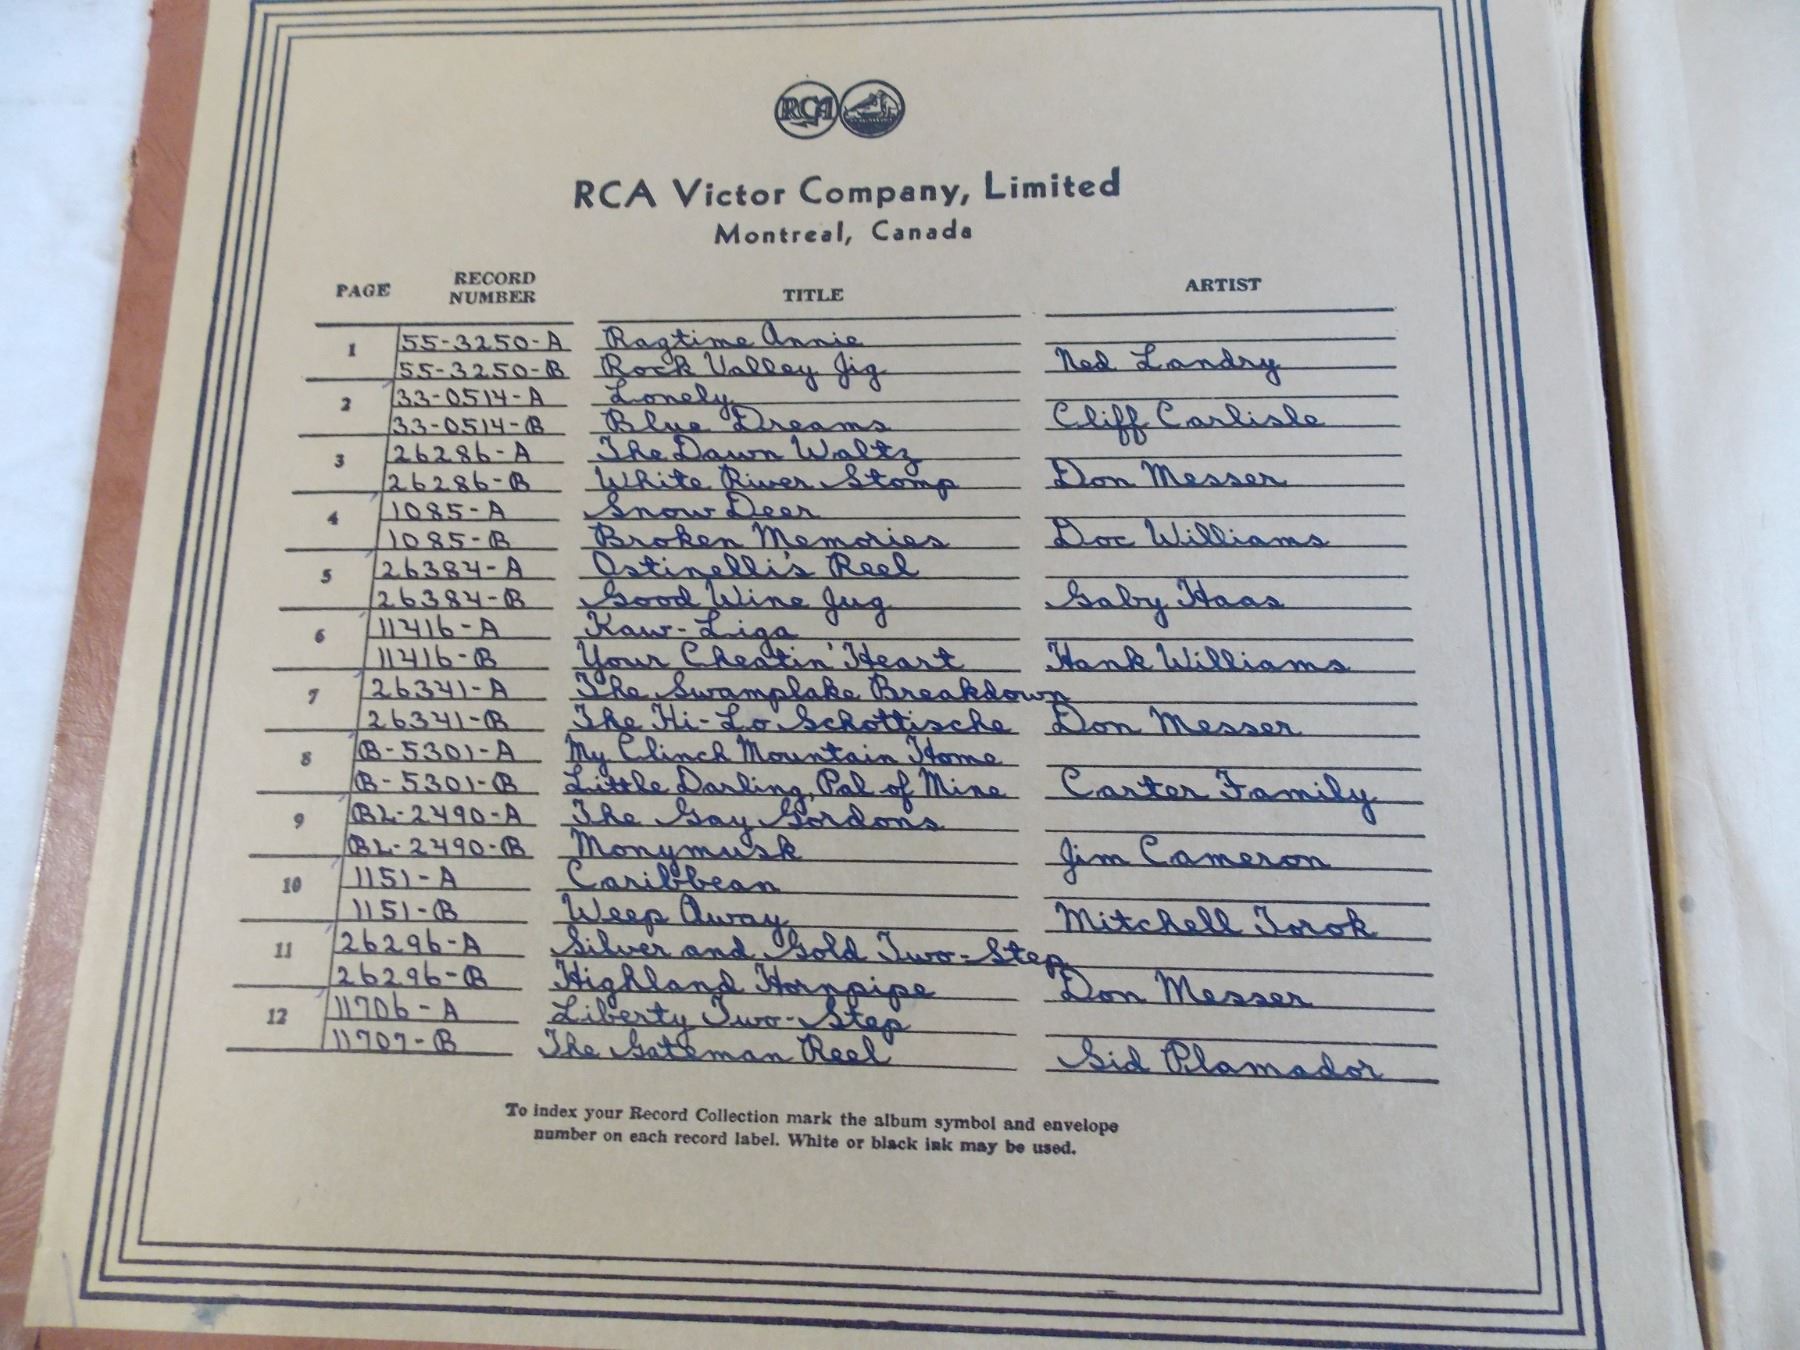 RCA
RCA Victor Company, Limited
Montreal, Canada
PAGE RECORD NUMBER TITLE ARTIST
1 55-3250-A Ragtime Annie
55-3250-B Rock Valley Jig Ned Landry
2 33-0514-A Lonely
33-0514-B Blue Dreams Cliff Carlisle
3 26286-A The Dawn Waltz
26286-B White River Stomp Don Messer
4 1085-A Snow Deer
1085-B Broken Memories Doc Williams
5 26384-A Ostinelli's Reel
26384-B Good Wine Jug Gaby Haas
6 11416-A Kaw-Liga
11416-B Your Cheatin' Heart Hank Williams
7 26341-A The Swamplake Breakdown
26341-B The Hi-Lo Schottische Don Messer
8 B-5301-A My Clinch Mountain Home
B-5301-B Little Darling, Pal of Mine Carter Family
9 BL-2490-A The Gay Gordons
BL-2490-B Monymusk Jim Cameron
10 1151-A Caribbean
1151-B Weep Away Mitchell Torok
11 26296-A Silver and Gold Two-Step
26296-B Highland Hornpipe Don Messer
12 11706-A Liberty Two-Step
11707-B The Gateman Reel Sid Plamador
To index your Record Collection mark the album symbol and envelope
number on each record label. White or black ink may be used.